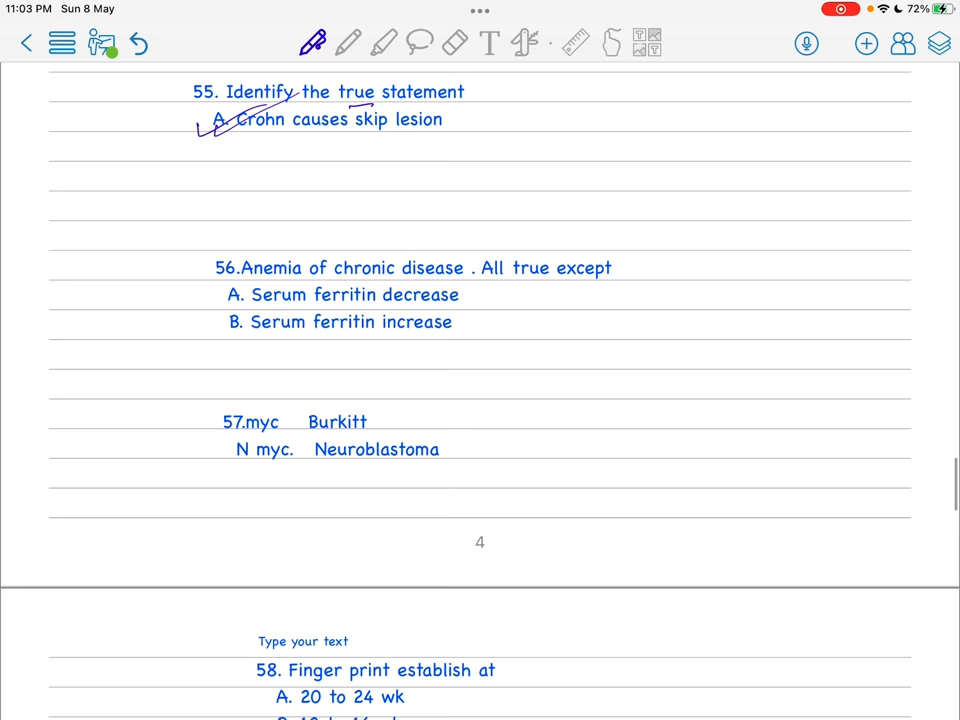 11:03 PM Sun 8 May 72%
55. Identify the true statement
A. Crohn causes skip lesion
56.Anemia of chronic disease . All true except
A. Serum ferritin decrease
B. Serum ferritin increase
57.myc Burkitt
N myc. Neuroblastoma
4
Type your text
58. Finger print establish at
A. 20 to 24 wk